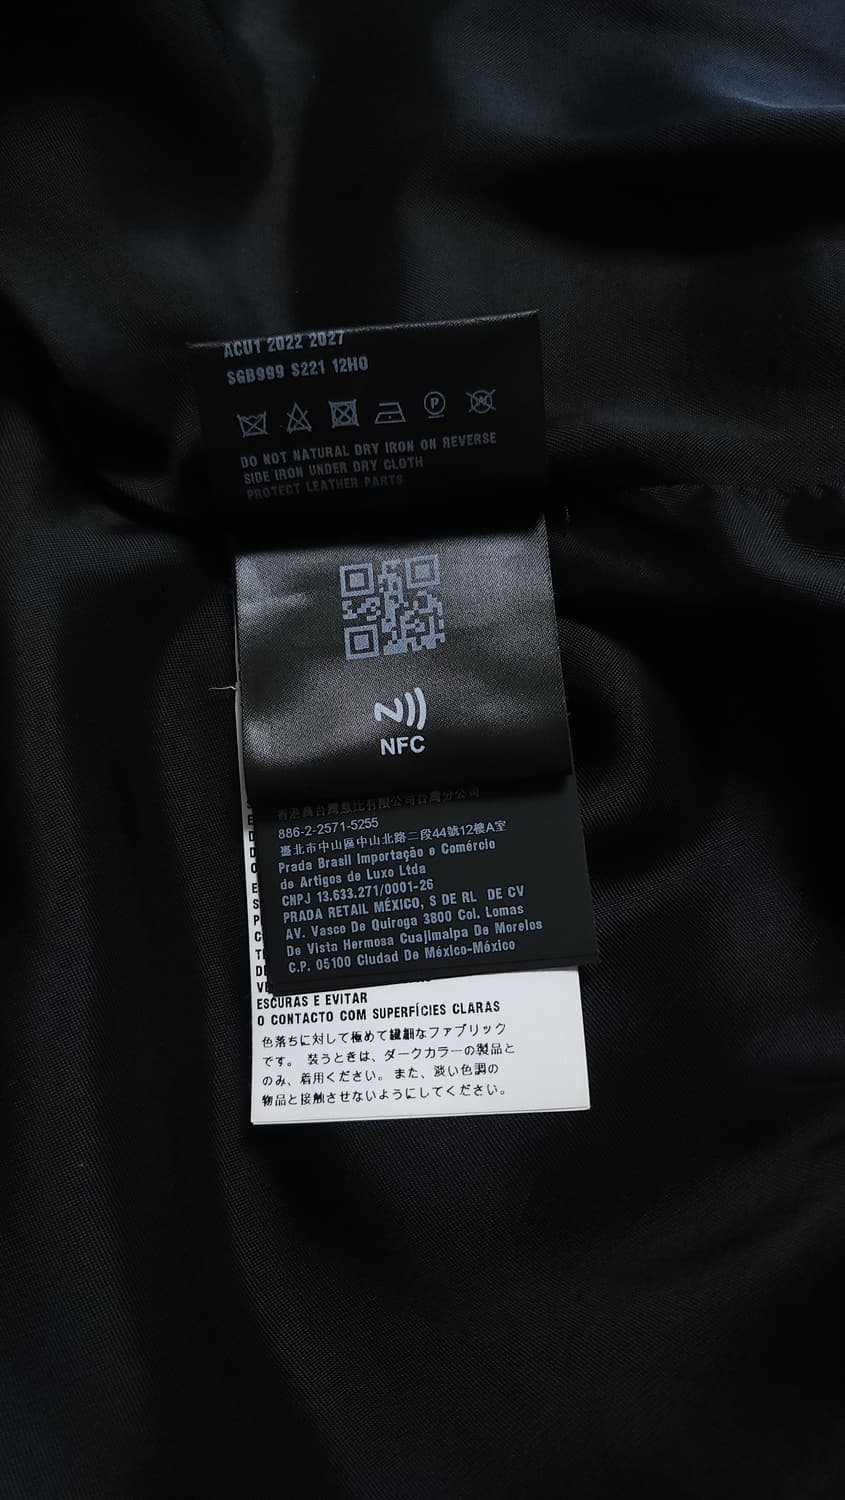 ACU1 2022 2027
SGB999 S221 12HO
P
W
DO NOT NATURAL DRY IRON ON REVERSE
SIDE IRON UNDER DRY CLOTH
PROTECT LEATHER PARTS
NFC
香港商台灣惠比有限公司台灣分公司
886-2-2571-5255
臺北市中山區中山北路二段44號12樓A室
Prada Brasil Importação e Comércio
de Artigos de Luxo Ltda
CNPJ 13.633.271/0001-26
PRADA RETAIL MÉXICO, S DE RL DE CV
AV. Vasco De Quiroga 3800 Col. Lomas
De Vista Hermosa Cuajimalpa De Morelos
C.P. 05100 Ciudad De México-México
ESCURAS E EVITAR
O CONTACTO COM SUPERFÍCIES CLARAS
色落ちに対して極めて繊細なファブリック
です。 装うときは、ダークカラーの製品と
のみ、着用ください。また、淡い色調の
物品と接触させないようにしてください。